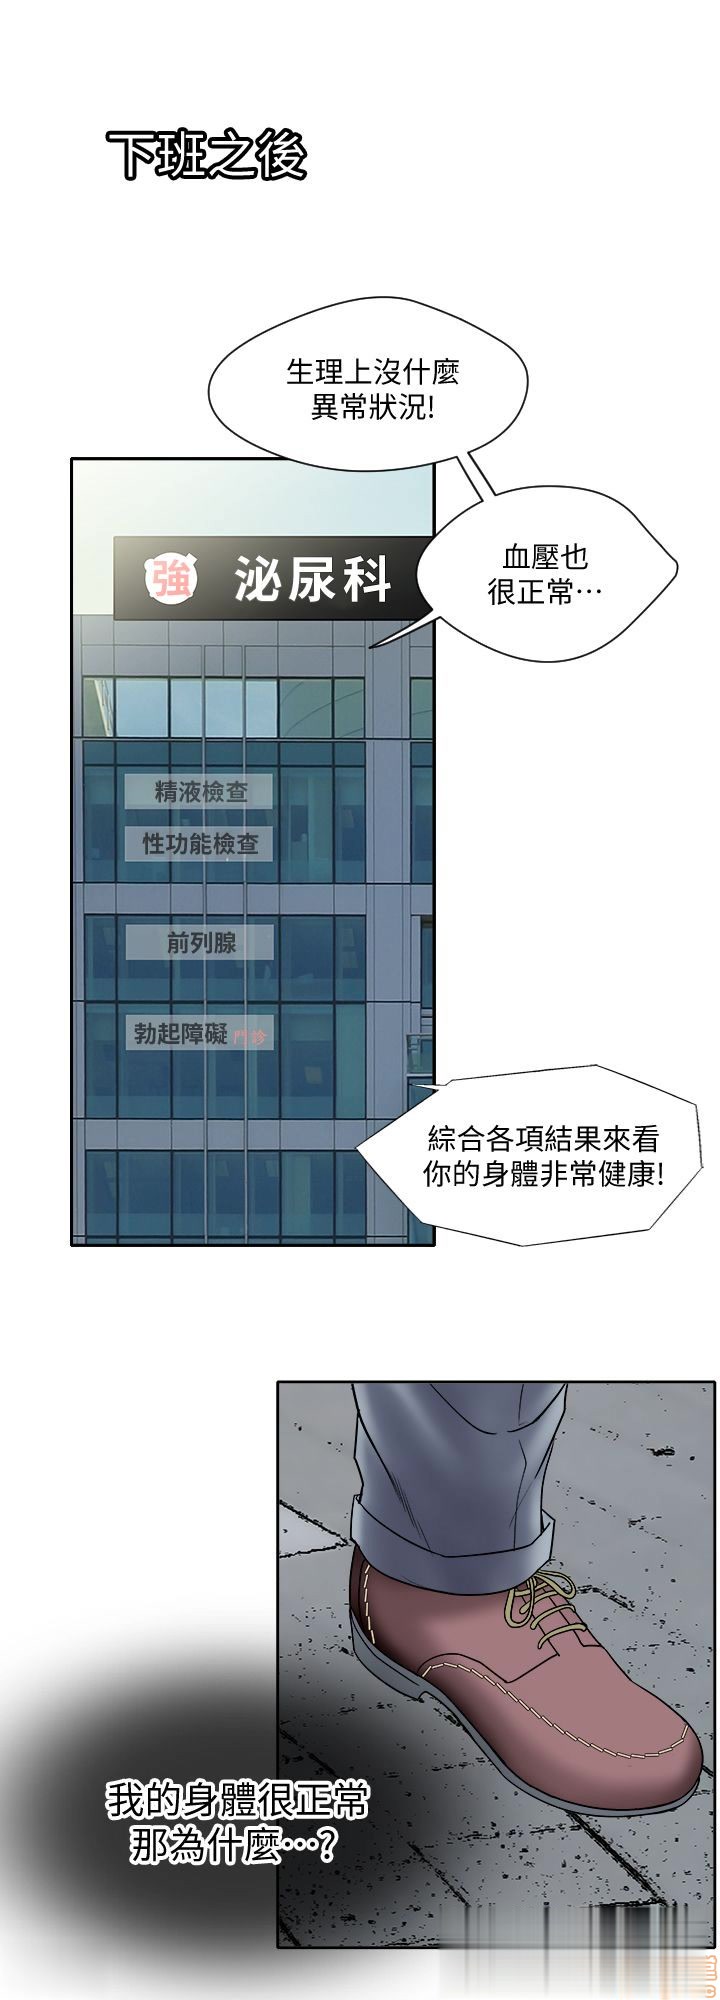 下班之後
生理上沒什麼
異常狀況!
血壓也
很正常…
強 泌尿科
精液檢查
性功能檢查
前列腺
勃起障礙 門診
綜合各項結果來看
你的身體非常健康!
我的身體很正常
那為什麼…?